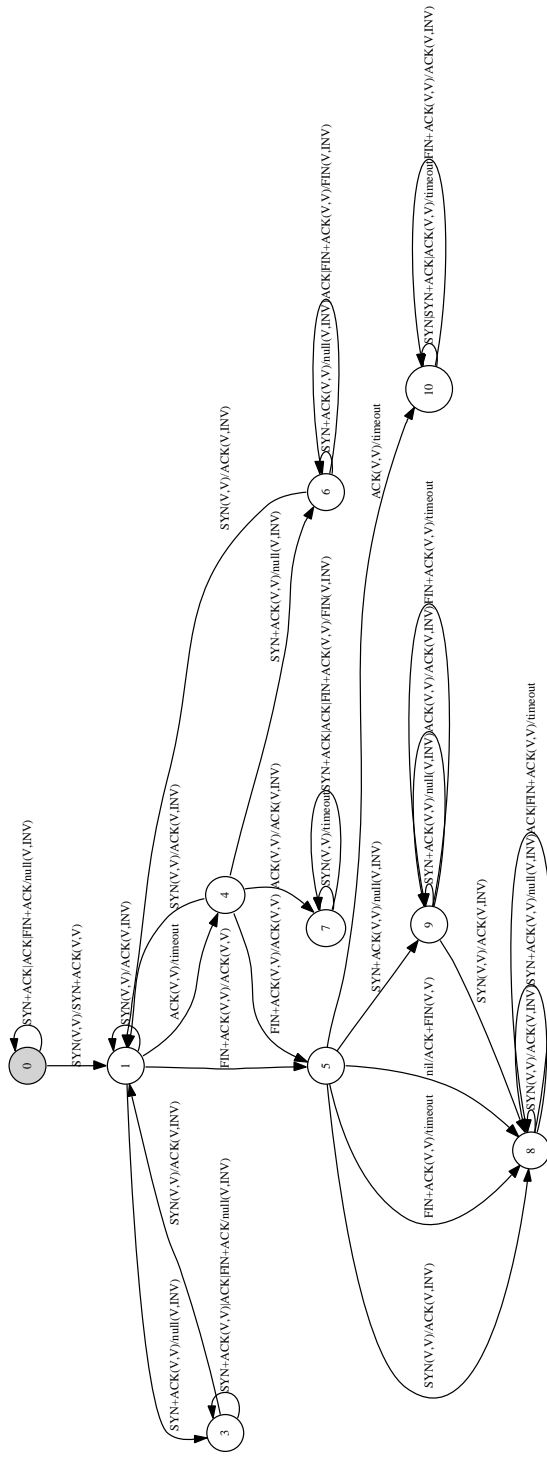 0
SYN+ACK|ACK|FIN+ACK/null(V,INV)
SYN(V,V)/SYN+ACK(V,V)
1
SYN(V,V)/ACK(V,INV)
SYN+ACK(V,V)/null(V,INV)
SYN(V,V)/ACK(V,INV)
FIN+ACK(V,V)/ACK(V,V)
ACK(V,V)/timeout
SYN(V,V)/ACK(V,INV)
SYN(V,V)/ACK(V,INV)
3
SYN+ACK(V,V)|ACK|FIN+ACK/null(V,INV)
4
FIN+ACK(V,V)/ACK(V,V)
ACK(V,V)/ACK(V,INV)
SYN+ACK(V,V)/null(V,INV)
5
7
SYN(V,V)/timeout
SYN+ACK|ACK|FIN+ACK(V,V)/FIN(V,INV)
6
SYN+ACK(V,V)/null(V,INV)
ACK|FIN+ACK(V,V)/FIN(V,INV)
SYN(V,V)/ACK(V,INV)
FIN+ACK(V,V)/timeout
nil/ACK+FIN(V,V)
SYN+ACK(V,V)/null(V,INV)
ACK(V,V)/timeout
9
SYN+ACK(V,V)/null(V,INV)
ACK(V,V)/ACK(V,INV)
FIN+ACK(V,V)/timeout
10
SYN|SYN+ACK|ACK(V,V)/timeout
FIN+ACK(V,V)/ACK(V,INV)
SYN(V,V)/ACK(V,INV)
8
SYN(V,V)/ACK(V,INV)
SYN+ACK(V,V)/null(V,INV)
ACK|FIN+ACK(V,V)/timeout